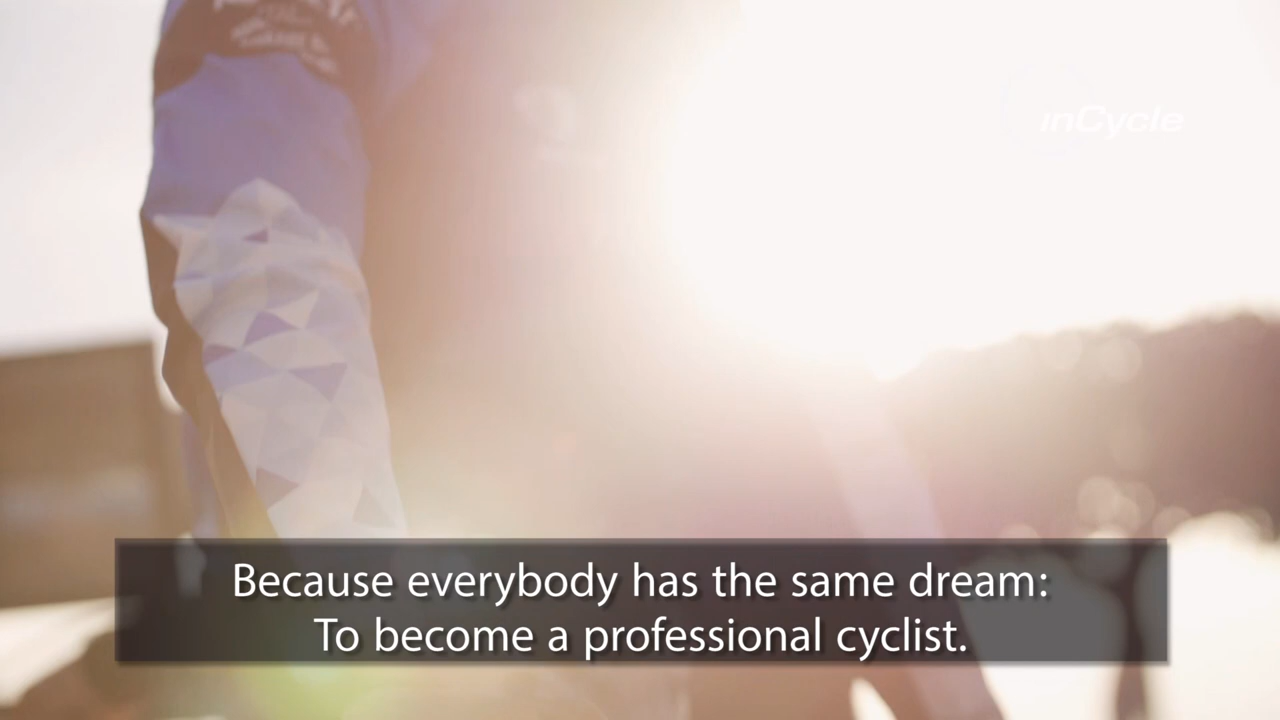 inCycle
Because everybody has the same dream:
To become a professional cyclist.